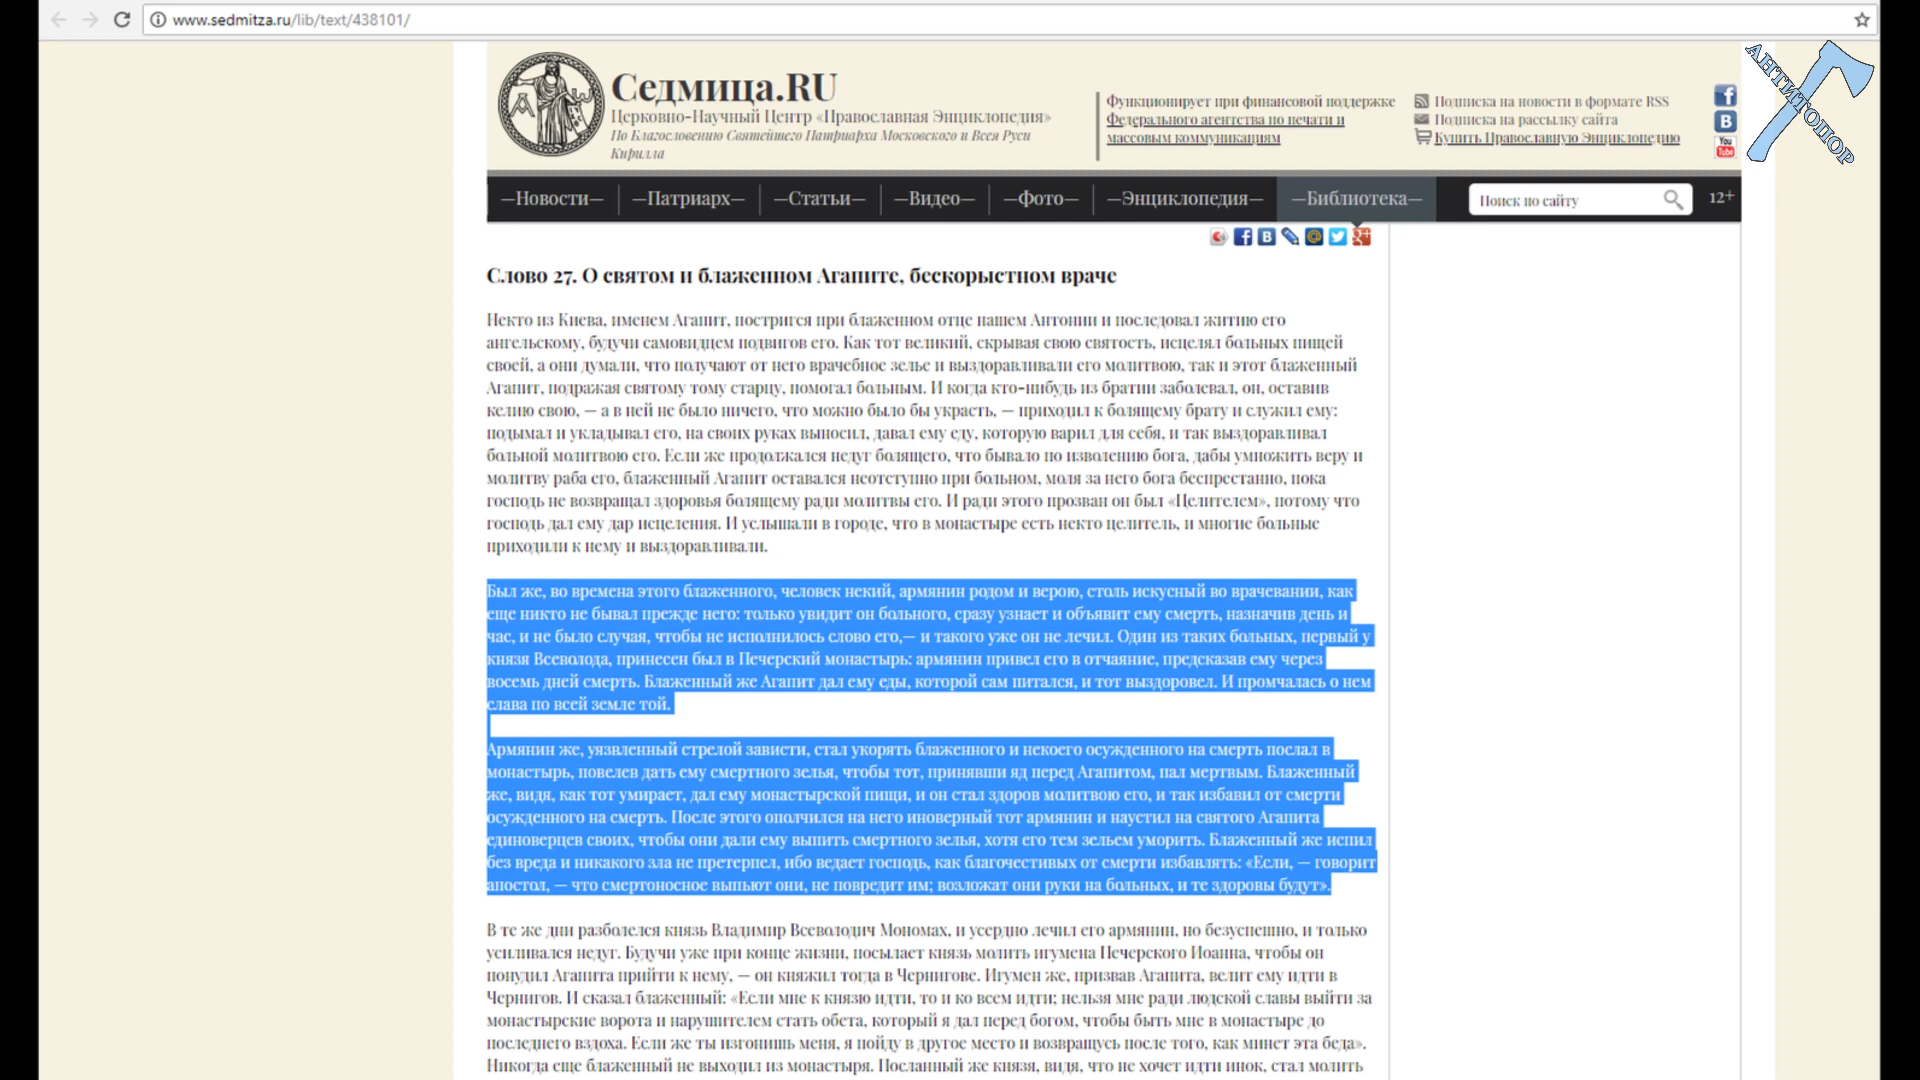 www.sedmitza.ru/lib/text/438101/
АНТИТОПОР
Седмица.RU
Церковно-Научный Центр «Православная Энциклопедия»
По Благословению Святейшего Патриарха Московского и Всея Руси
Кирилла
Функционирует при финансовой поддержке
Федерального агентства по печати и
массовым коммуникациям
Подписка на новости в формате RSS
Подписка на рассылку сайта
Купить Православную Энциклопедию
You
Tube
—Новости—
—Патриарх—
—Статьи—
—Видео—
—Фото—
—Энциклопедия—
—Библиотека—
Поиск по сайту
12+
Слово 27. О святом и блаженном Агапите, бескорыстном враче
Некто из Киева, именем Агапит, постригся при блаженном отце нашем Антонии и последовал житию его
ангельскому, будучи самовидцем подвигов его. Как тот великий, скрывая свою святость, исцелял больных пищей
своей, а они думали, что получают от него врачебное зелье и выздоравливали его молитвою, так и этот блаженный
Агапит, подражая святому тому старцу, помогал больным. И когда кто-нибудь из братии заболевал, он, оставив
келию свою, — а в ней не было ничего, что можно было бы украсть, — приходил к болящему брату и служил ему:
подымал и укладывал его, на своих руках выносил, давал ему еду, которую варил для себя, и так выздоравливал
больной молитвою его. Если же продолжался недуг болящего, что бывало по изволению бога, дабы умножить веру и
молитву раба его, блаженный Агапит оставался неотступно при больном, моля за него бога беспрестанно, пока
господь не возвращал здоровья болящему ради молитвы его. И ради этого прозван он был «Целителем», потому что
господь дал ему дар исцеления. И услышали в городе, что в монастыре есть некто целитель, и многие больные
приходили к нему и выздоравливали.
Был же, во времена этого блаженного, человек некий, армянин родом и верою, столь искусный во врачевании, как
еще никто не бывал прежде него: только увидит он больного, сразу узнает и объявит ему смерть, назначив день и
час, и не было случая, чтобы не исполнилось слово его,— и такого уже он не лечил. Один из таких больных, первый у
князя Всеволода, принесен был в Печерский монастырь: армянин привел его в отчаяние, предсказав ему через
восемь дней смерть. Блаженный же Агапит дал ему еды, которой сам питался, и тот выздоровел. И промчалась о нем
слава по всей земле той.
Армянин же, уязвленный стрелой зависти, стал укорять блаженного и некоего осужденного на смерть послал в
монастырь, повелев дать ему смертного зелья, чтобы тот, принявши яд перед Агапитом, пал мертвым. Блаженный
же, видя, как тот умирает, дал ему монастырской пищи, и он стал здоров молитвою его, и так избавил от смерти
осужденного на смерть. После этого ополчился на него иноверный тот армянин и наустил на святого Агапита
единоверцев своих, чтобы они дали ему выпить смертного зелья, хотя его тем зельем уморить. Блаженный же испил
без вреда и никакого зла не претерпел, ибо ведает господь, как благочестивых от смерти избавлять: «Если, — говорит
апостол, — что смертоносное выпьют они, не повредит им; возложат они руки на больных, и те здоровы будут».
В те же дни разболелся князь Владимир Всеволодич Мономах, и усердно лечил его армянин, но безуспешно, и только
усиливался недуг. Будучи уже при конце жизни, посылает князь молить игумена Печерского Иоанна, чтобы он
понудил Агапита прийти к нему, — он княжил тогда в Чернигове. Игумен же, призвав Агапита, велит ему идти в
Чернигов. И сказал блаженный: «Если мне к князю идти, то и ко всем идти; нельзя мне ради людской славы выйти за
монастырские ворота и нарушителем стать обета, который я дал перед богом, чтобы быть мне в монастыре до
последнего вздоха. Если же ты изгонишь меня, я пойду в другое место и возвращусь после того, как минет эта беда».
Никогда еще блаженный не выходил из монастыря. Посланный же князя, видя, что не хочет идти инок, стал молить